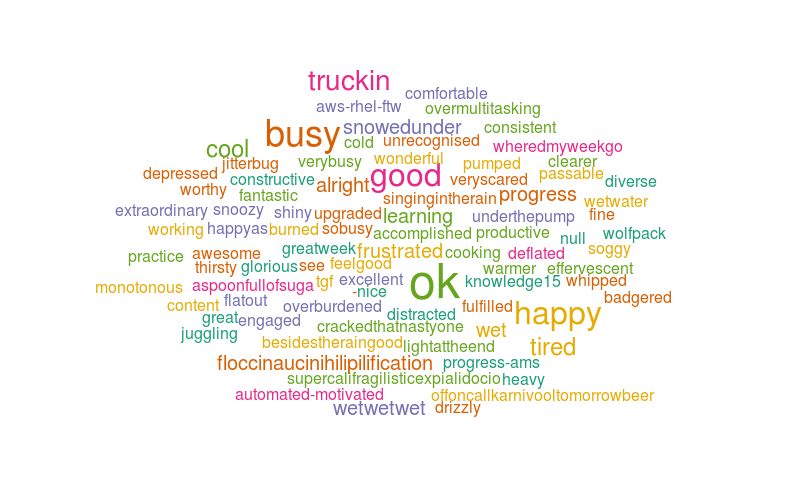 truckin
comfortable
aws-rhel-ftw overmultitasking
busy snowedunder consistent
cool cold unrecognised wheredmyweekgo
jitterbug verybusy wonderful pumped clearer
depressed constructive alright good veryscared passable diverse
worthy fantastic singingintherain progress wetwater
extraordinary snoozy shiny upgraded learning underthepump fine
working happyas burned sobusy accomplished productive null wolfpack
practice awesome greatweek frustrated cooking deflated soggy
thirsty glorious see feelgood ok warmer effervescent
monotonous aspoonfullofsuga tgf excellent knowledge15 whipped
content flatout overburdened -nice fulfilled happy badgered
great engaged crackedthatnastyone distracted wet
juggling besidestheraingood lightattheend tired
floccinaucinihilipilification progress-ams
supercalifragilisticexpialidocio heavy
automated-motivated offoncallkarnivooltomorrowbeer
wetwetwet drizzly